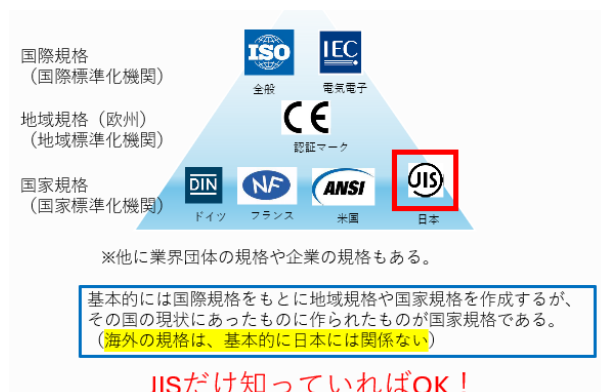 国際規格
（国際標準化機関）
ISO
IEC
全般
電気電子
地域規格（欧州）
（地域標準化機関）
CE
認証マーク
国家規格
（国家標準化機関）
DIN
NF
ANSI
JIS
ドイツ
フランス
米国
日本
※他に業界団体の規格や企業の規格もある。
基本的には国際規格をもとに地域規格や国家規格を作成するが、
その国の現状にあったものに作られたものが国家規格である。
（海外の規格は、基本的に日本には関係ない）
JISだけ知っていればOK！